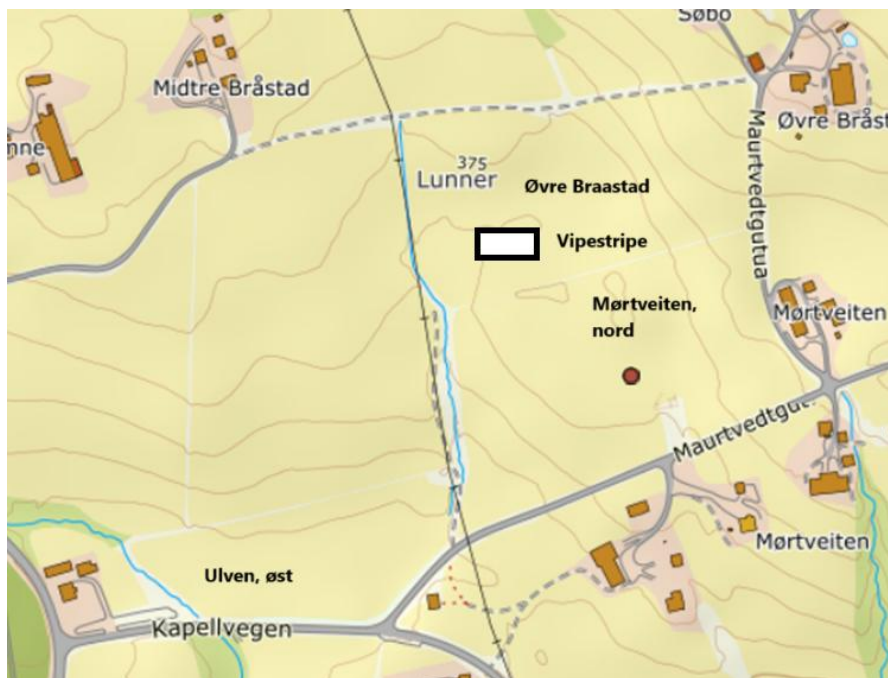 Søbo
Midtre Bråstad
mne
Øvre Bråst
375
Lunner
Øvre Braastad
Vipestripe
Maurtvedtgutua
Mørtveiten,
nord
Mørtveiten
Maurtvedtgut
Mørtveiten
Ulven, øst
Kapellvegen